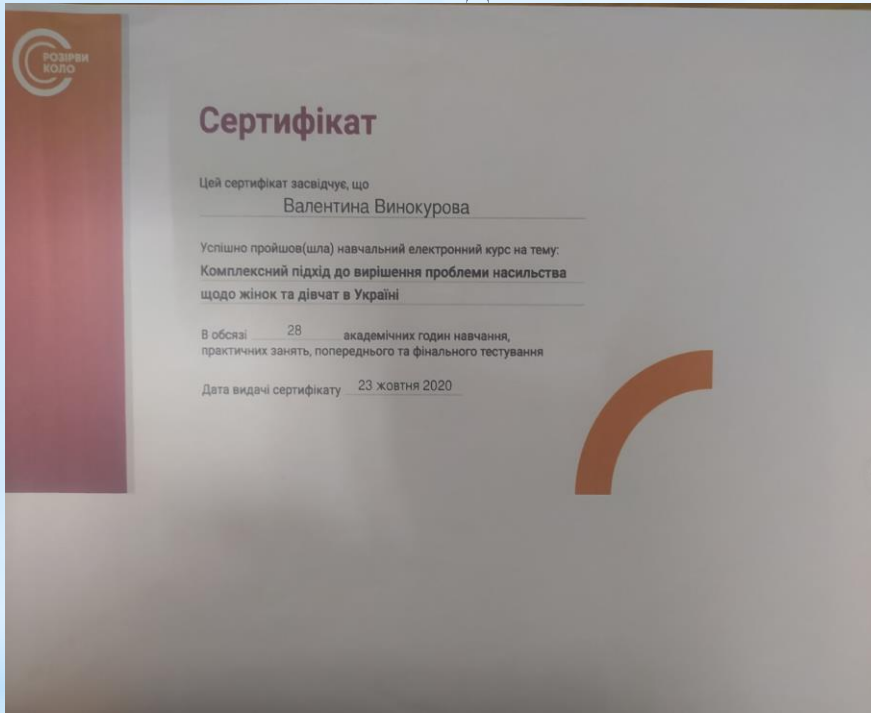 РОЗІРВИ
КОЛО
Сертифікат
Цей сертифікат засвідчує, що
Валентина Винокурова
Успішно пройшов(шла) навчальний електронний курс на тему:
Комплексний підхід до вирішення проблеми насильства
щодо жінок та дівчат в Україні
В обсязі 28 академічних годин навчання,
практичних занять, попереднього та фінального тестування
Дата видачі сертифікату 23 жовтня 2020